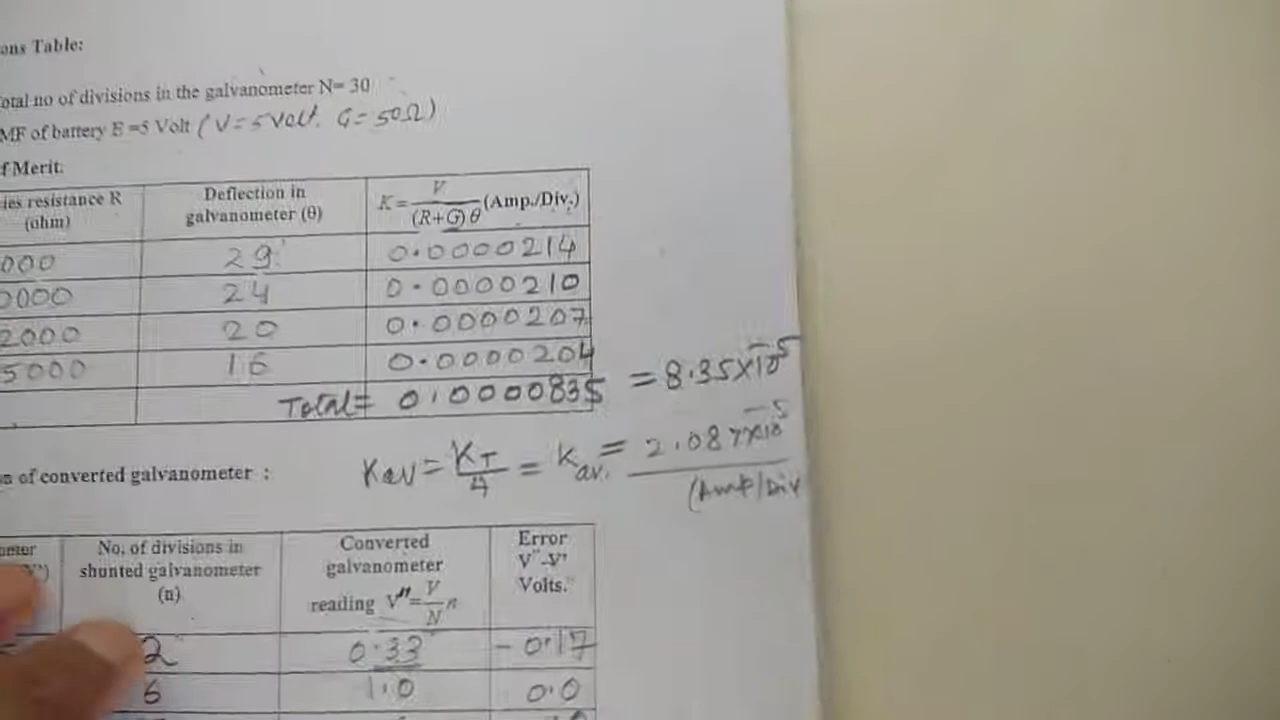 ons Table:
otal no of divisions in the galvanometer N= 30
MF of battery E =5 Volt ( V = 5 Volt. G = 50Ω)
f Merit.
ies resistance R (ohm) Deflection in galvanometer (θ) K = V/(R+G)θ (Amp./Div.)
000 29 0.0000214
0000 24 0.0000210
2000 20 0.0000207
5000 16 0.0000204
Total= 0.0000835 = 8.35×10⁻⁵
n of converted galvanometer : Kav = KT/4 = kav. = 2.087×10⁻⁵ (Amp/Div
No. of divisions in shunted galvanometer (n) Converted galvanometer reading V"=V/N n Error V"-V' Volts.
2 0.33 - 0.17
6 1.0 0.0